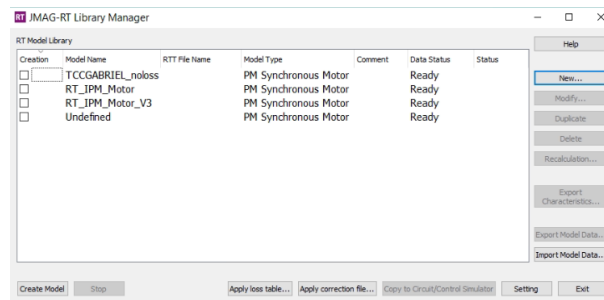 RT JMAG-RT Library Manager
RT Model Library
Creation Model Name RTT File Name Model Type Comment Data Status Status
TCCGABRIEL_noloss PM Synchronous Motor Ready
RT_IPM_Motor PM Synchronous Motor Ready
RT_IPM_Motor_V3 PM Synchronous Motor Ready
Undefined PM Synchronous Motor Ready
Help
New...
Modify...
Duplicate
Delete
Recalculation...
Export
Characteristics...
Export Model Data...
Import Model Data...
Create Model Stop Apply loss table... Apply correction file... Copy to Circuit/Control Simulator Setting Exit